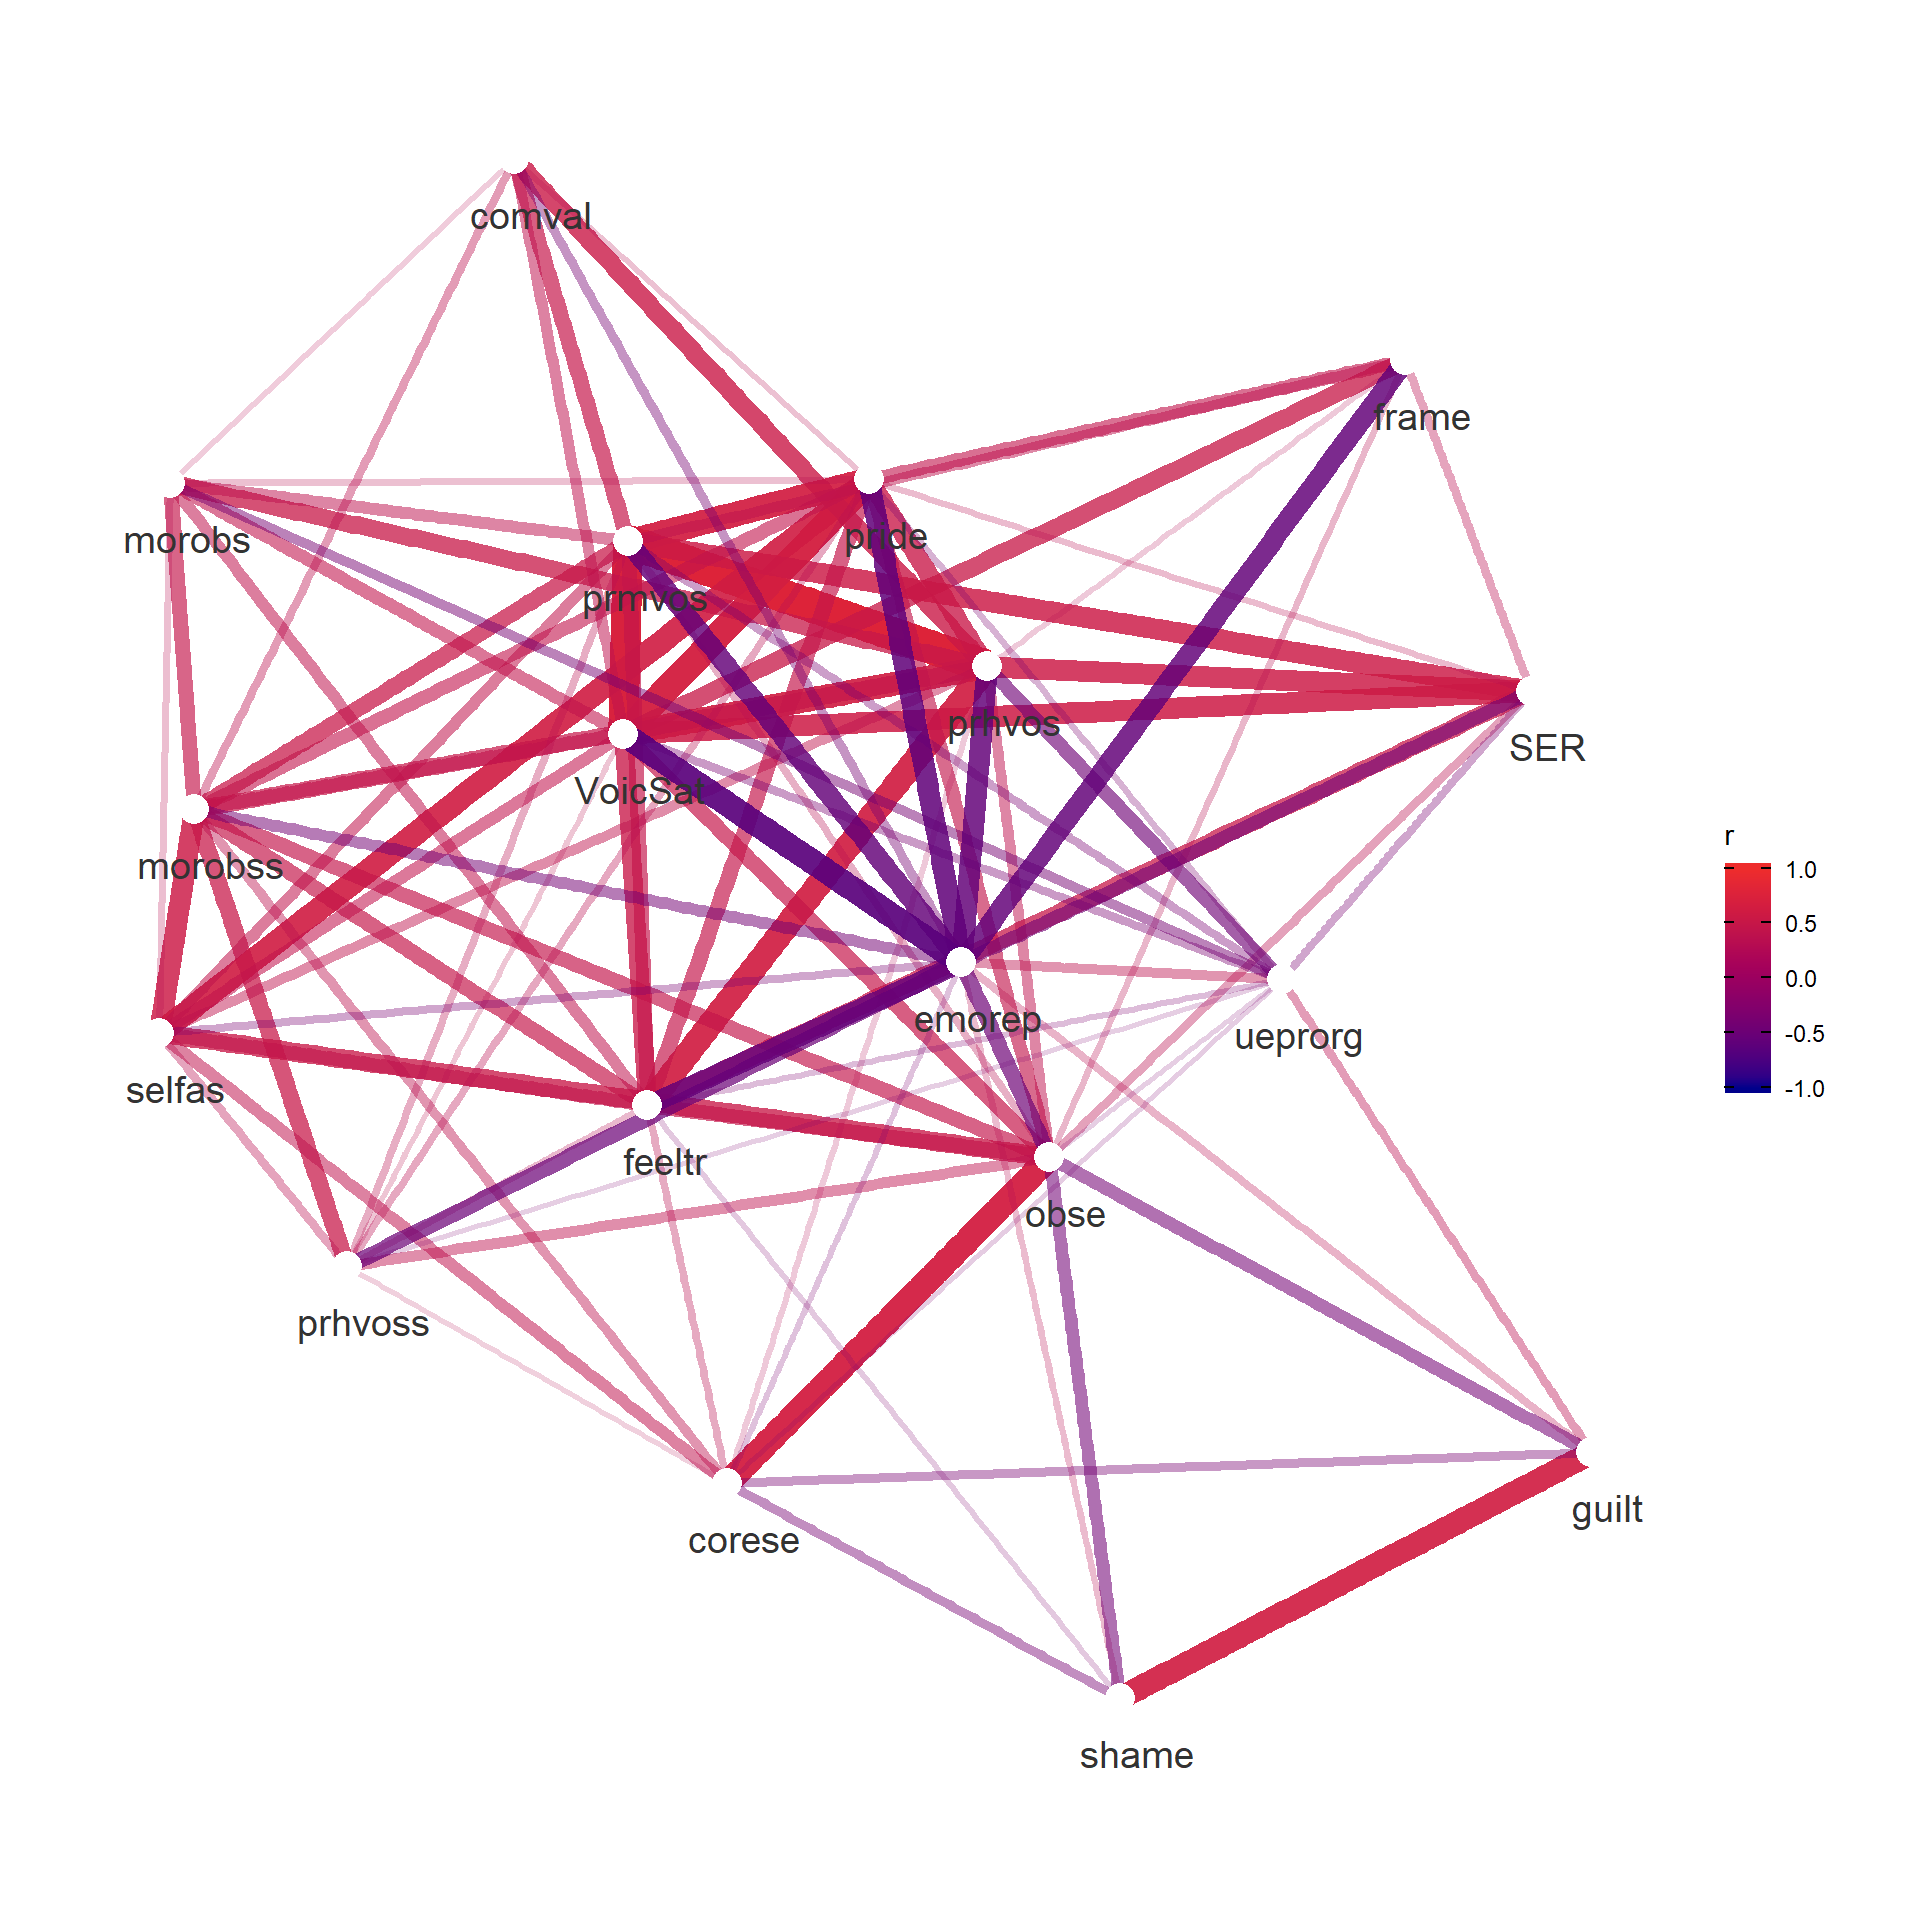 comval
frame
morobs
pride
prmvos
prhvos
SER
VoicSat
morobss
emorep
ueprorg
selfas
feeltr
obse
prhvoss
corese
guilt
shame
r
1.0
0.5
0.0
-0.5
-1.0